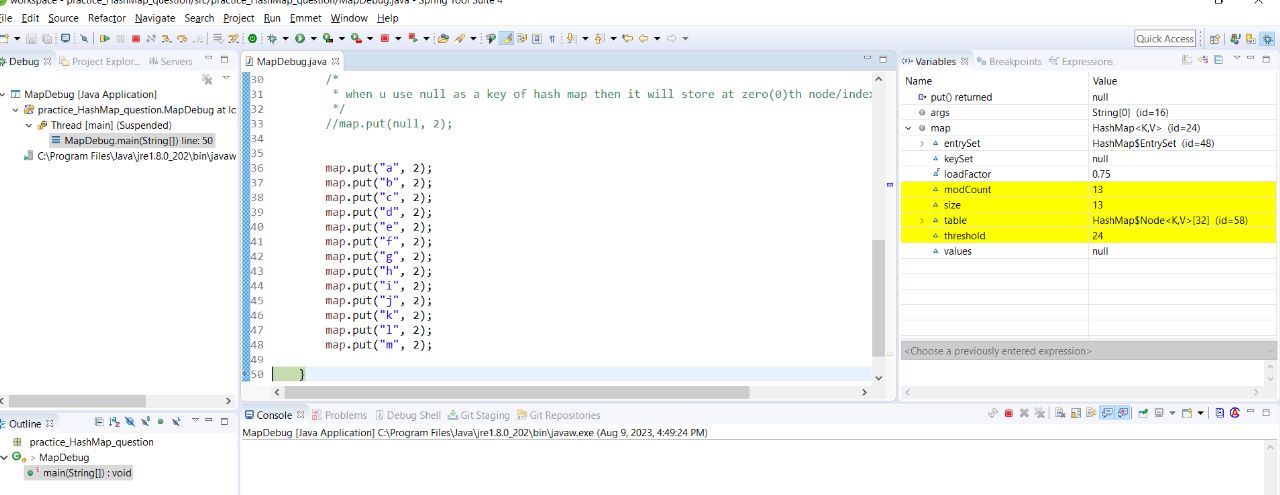 workspace - practice_HashMap_question/src/practice_HashMap_question/MapDebug.java - Spring Tool Suite 4
File Edit Source Refactor Navigate Search Project Run Emmet Window Help
Quick Access
Debug Project Explor... Servers
MapDebug [Java Application]
practice_HashMap_question.MapDebug at lc
Thread [main] (Suspended)
MapDebug.main(String[]) line: 50
C:\Program Files\Java\jre1.8.0_202\bin\javaw
MapDebug.java
30 /*
31 * when u use null as a key of hash map then it will store at zero(0)th node/index
32 */
33 //map.put(null, 2);
34
35
36 map.put("a", 2);
37 map.put("b", 2);
38 map.put("c", 2);
39 map.put("d", 2);
40 map.put("e", 2);
41 map.put("f", 2);
42 map.put("g", 2);
43 map.put("h", 2);
44 map.put("i", 2);
45 map.put("j", 2);
46 map.put("k", 2);
47 map.put("l", 2);
48 map.put("m", 2);
49
50 }
Variables Breakpoints Expressions
Name Value
put() returned null
args String[0] (id=16)
map HashMap<K,V> (id=24)
entrySet HashMap$EntrySet (id=48)
keySet null
loadFactor 0.75
modCount 13
size 13
table HashMap$Node<K,V>[32] (id=58)
threshold 24
values null
<Choose a previously entered expression>
Outline
practice_HashMap_question
MapDebug
main(String[]) : void
Console Problems Debug Shell Git Staging Git Repositories
MapDebug [Java Application] C:\Program Files\Java\jre1.8.0_202\bin\javaw.exe (Aug 9, 2023, 4:49:24 PM)